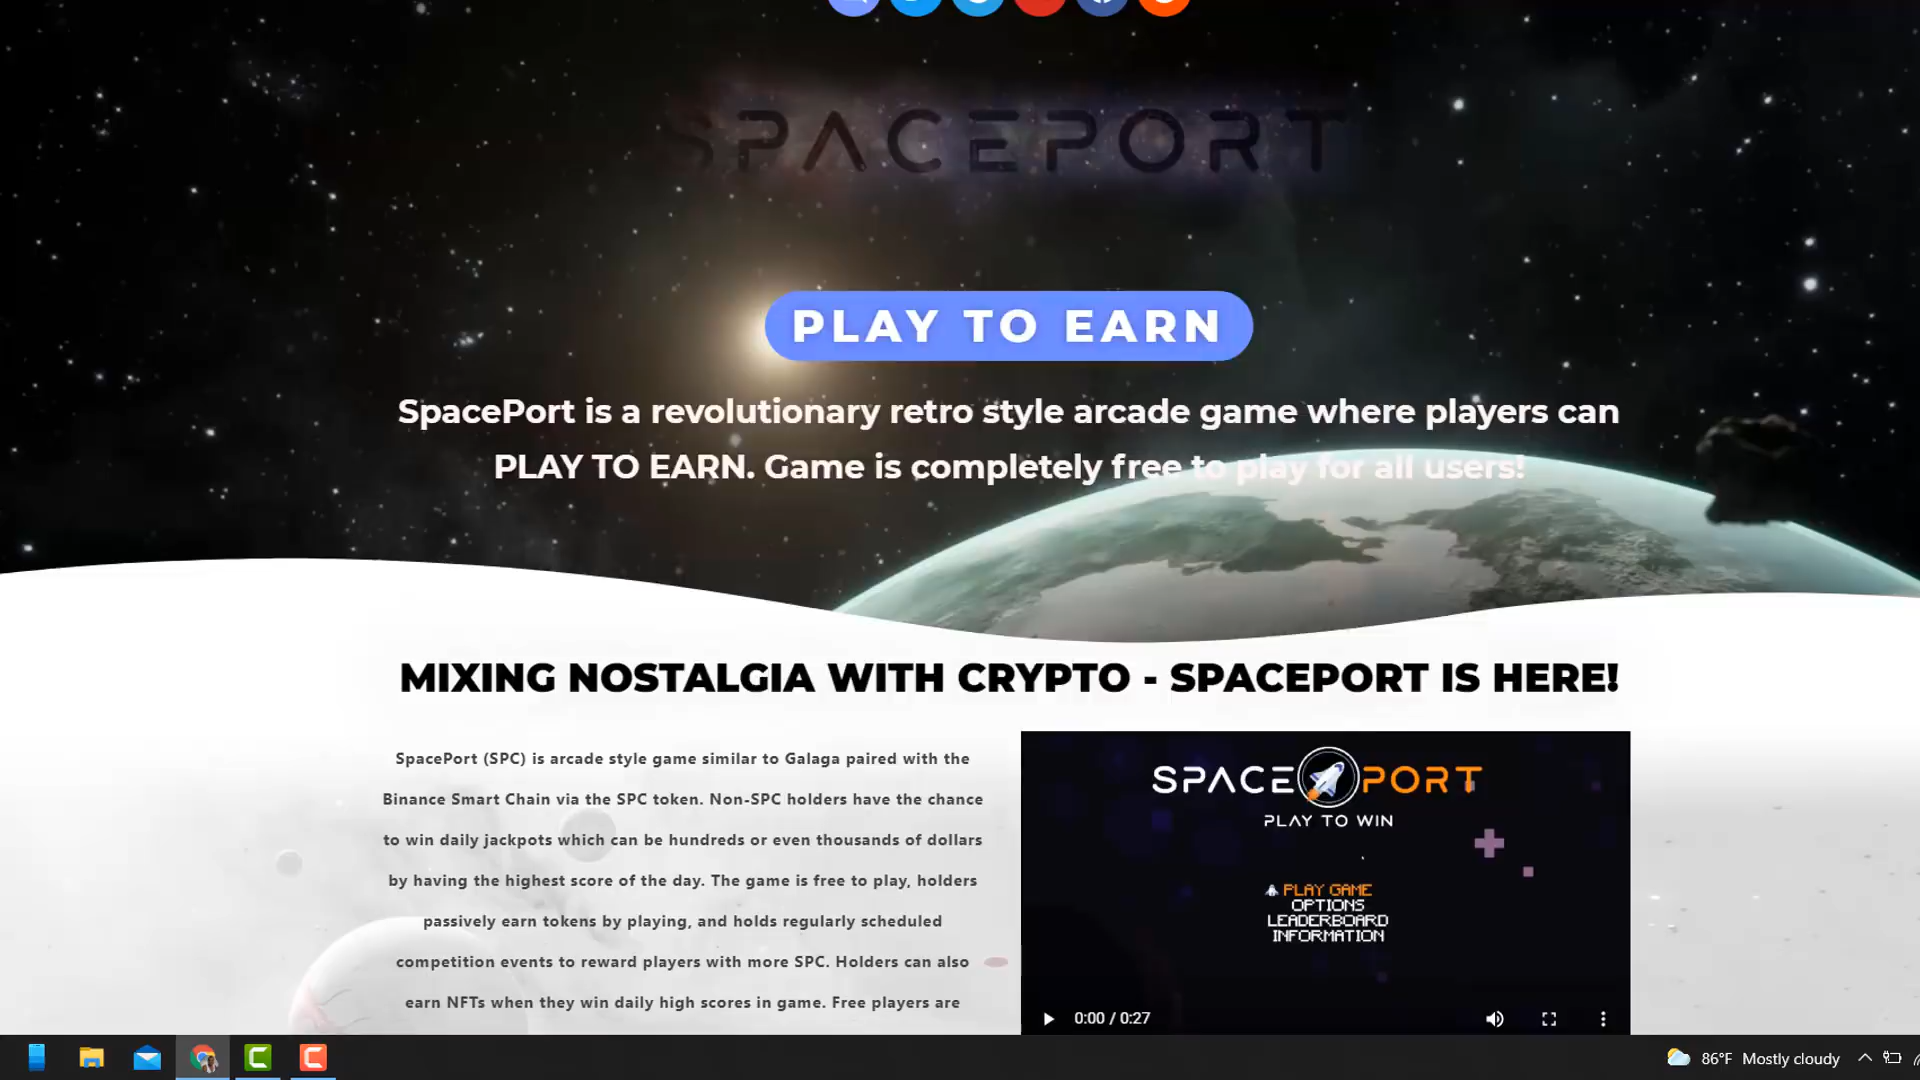 SPACEPORT
PLAY TO EARN
SpacePort is a revolutionary retro style arcade game where players can
PLAY TO EARN. Game is completely free to play for all users!
MIXING NOSTALGIA WITH CRYPTO - SPACEPORT IS HERE!
SpacePort (SPC) is arcade style game similar to Galaga paired with the
Binance Smart Chain via the SPC token. Non-SPC holders have the chance
to win daily jackpots which can be hundreds or even thousands of dollars
by having the highest score of the day. The game is free to play, holders
passively earn tokens by playing, and holds regularly scheduled
competition events to reward players with more SPC. Holders can also
earn NFTs when they win daily high scores in game. Free players are
SPACE PORT
PLAY TO WIN
PLAY GAME
OPTIONS
LEADERBOARD
INFORMATION
0:00 / 0:27
86°F Mostly cloudy